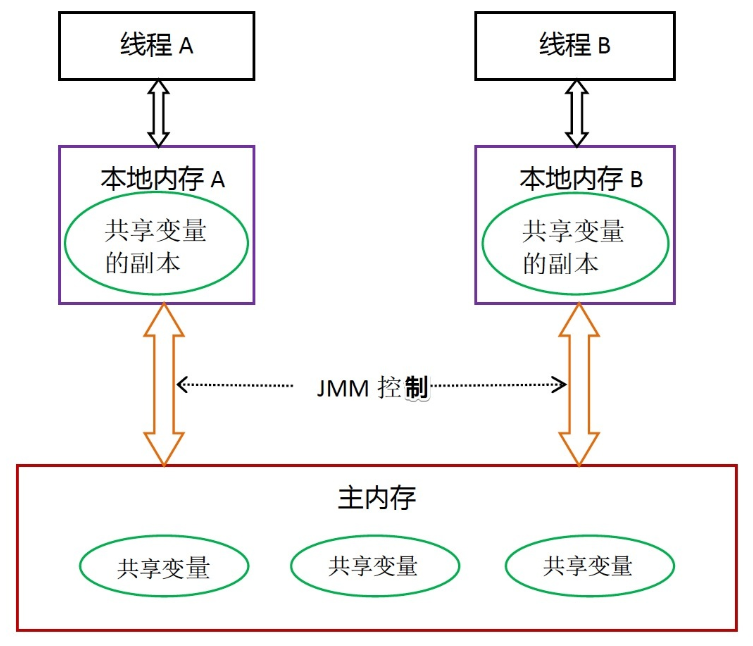 线程 A
线程 B
本地内存 A
共享变量
的副本
本地内存 B
共享变量
的副本
JMM 控制
主内存
共享变量
共享变量
共享变量